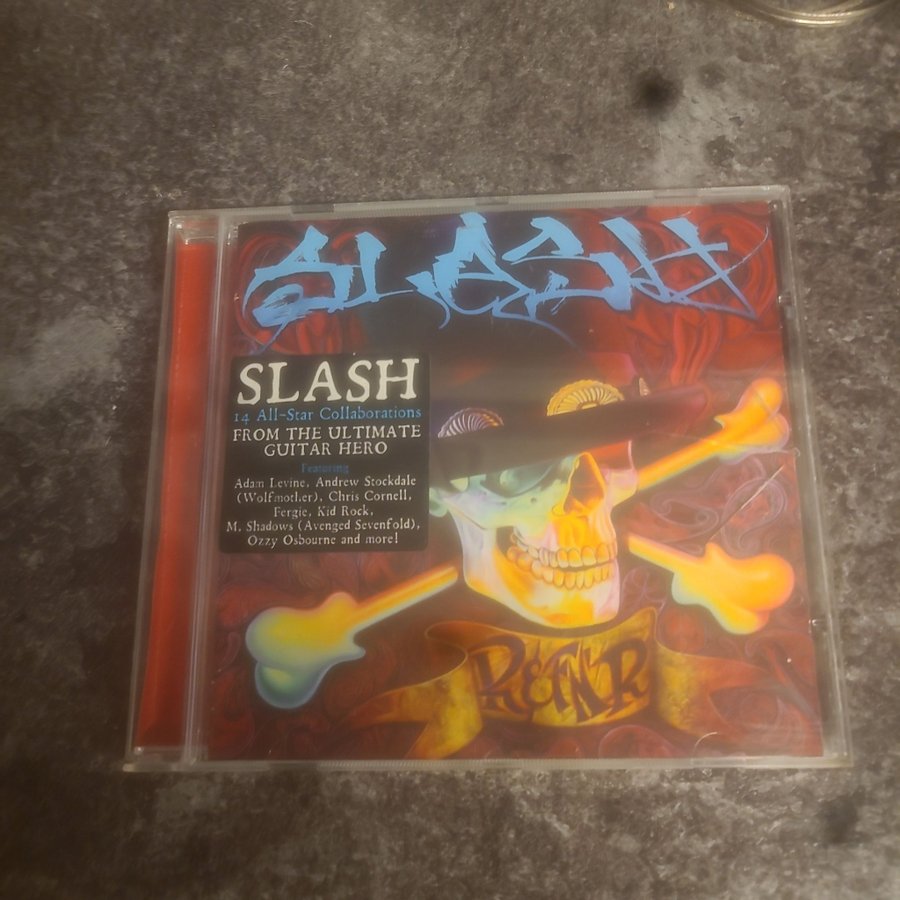 SLASH
SLASH
14 All-Star Collaborations
FROM THE ULTIMATE
GUITAR HERO
Featuring
Adam Levine, Andrew Stockdale
(Wolfmother), Chris Cornell,
Fergie, Kid Rock,
M. Shadows (Avenged Sevenfold),
Ozzy Osbourne and more!
R&FN'R